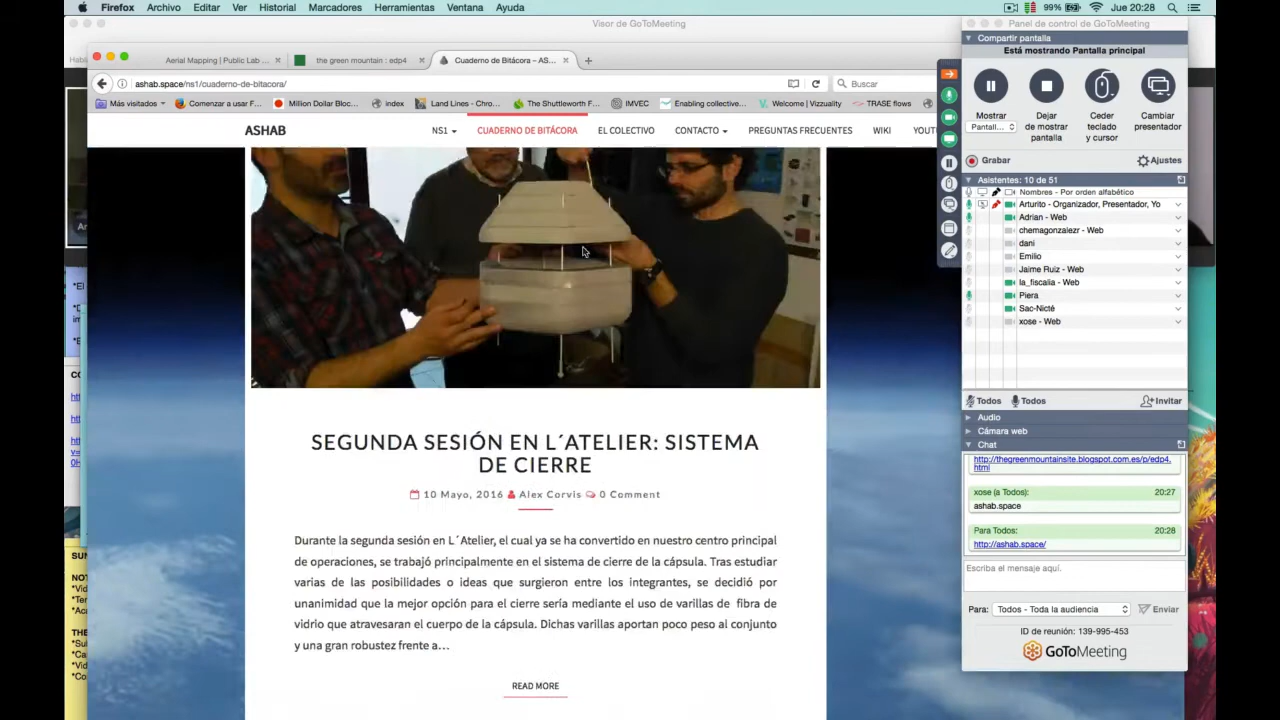 Firefox Archivo Editar Ver Historial Marcadores Herramientas Ventana Ayuda
99% Jue 20:28
Visor de GoToMeeting
Panel de control de GoToMeeting
Aerial Mapping | Public Lab ×
the green mountain : edp4 ×
Cuaderno de Bitácora – AS... ×
ashab.space/ns1/cuaderno-de-bitacora/
Buscar
Más visitados
Comenzar a usar F...
Million Dollar Bloc...
index
Land Lines - Chro...
The Shuttleworth F...
IMVEC
Enabling collective...
Welcome | Vizzuality
TRASE flows
ASHAB
NS1 CUADERNO DE BITÁCORA EL COLECTIVO CONTACTO PREGUNTAS FRECUENTES WIKI YOUT
SEGUNDA SESIÓN EN L´ATELIER: SISTEMA
DE CIERRE
10 Mayo, 2016 Alex Corvis 0 Comment
Durante la segunda sesión en L´Atelier, el cual ya se ha convertido en nuestro centro principal
de operaciones, se trabajó principalmente en el sistema de cierre de la cápsula. Tras estudiar
varias de las posibilidades o ideas que surgieron entre los integrantes, se decidió por
unanimidad que la mejor opción para el cierre sería mediante el uso de varillas de fibra de
vidrio que atravesaran el cuerpo de la cápsula. Dichas varillas aportan poco peso al conjunto
y una gran robustez frente a…
READ MORE
Compartir pantalla
Está mostrando Pantalla principal
Mostrar
Pantall...
Dejar
de mostrar
pantalla
Ceder
teclado
y cursor
Cambiar
presentador
Grabar
Ajustes
Asistentes: 10 de 51
Nombres - Por orden alfabético
Arturito - Organizador, Presentador, Yo
Adrian - Web
chemagonzalezr - Web
dani
Emilio
Jaime Ruiz - Web
la_fiscalia - Web
Piera
Sac-Nicté
xose - Web
Todos Todos Invitar
Audio
Cámara web
Chat
http://thegreenmountainsite.blogspot.com.es/p/edp4.
html
xose (a Todos): 20:27
ashab.space
Para Todos: 20:28
http://ashab.space/
Escriba el mensaje aquí.
Para: Todos - Toda la audiencia Enviar
ID de reunión: 139-995-453
GoToMeeting